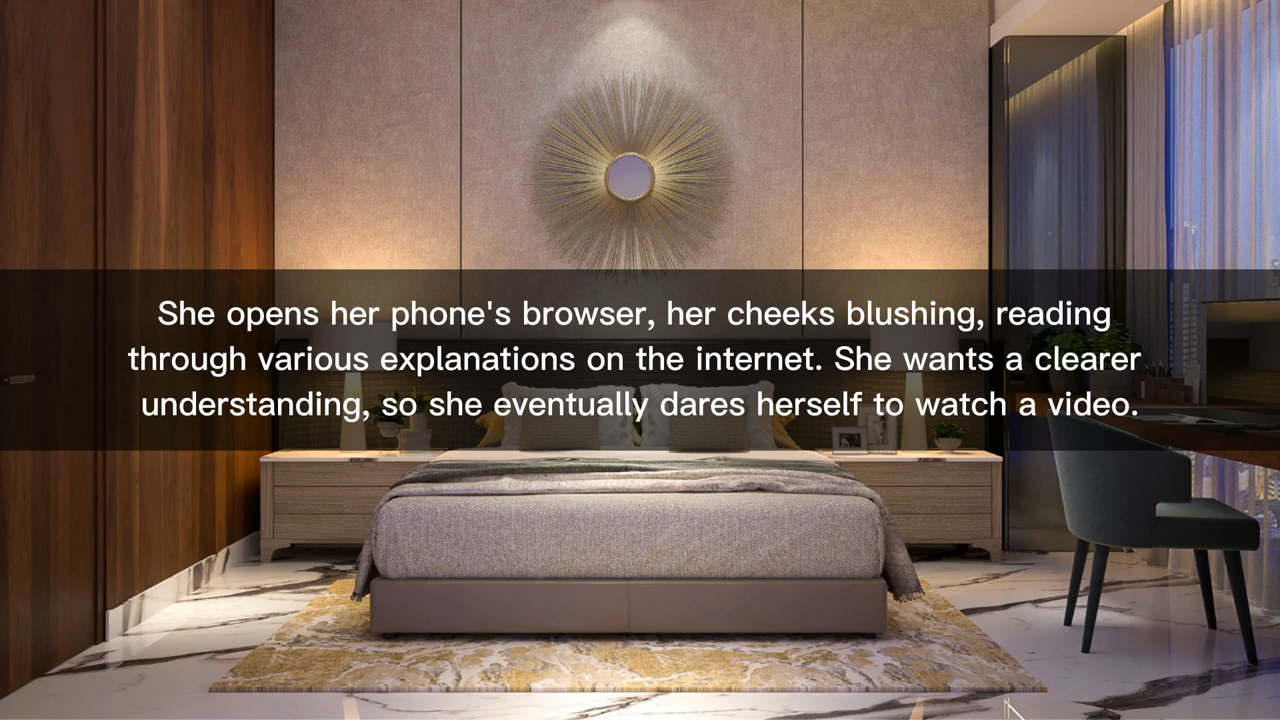 She opens her phone's browser, her cheeks blushing, reading
through various explanations on the internet. She wants a clearer
understanding, so she eventually dares herself to watch a video.